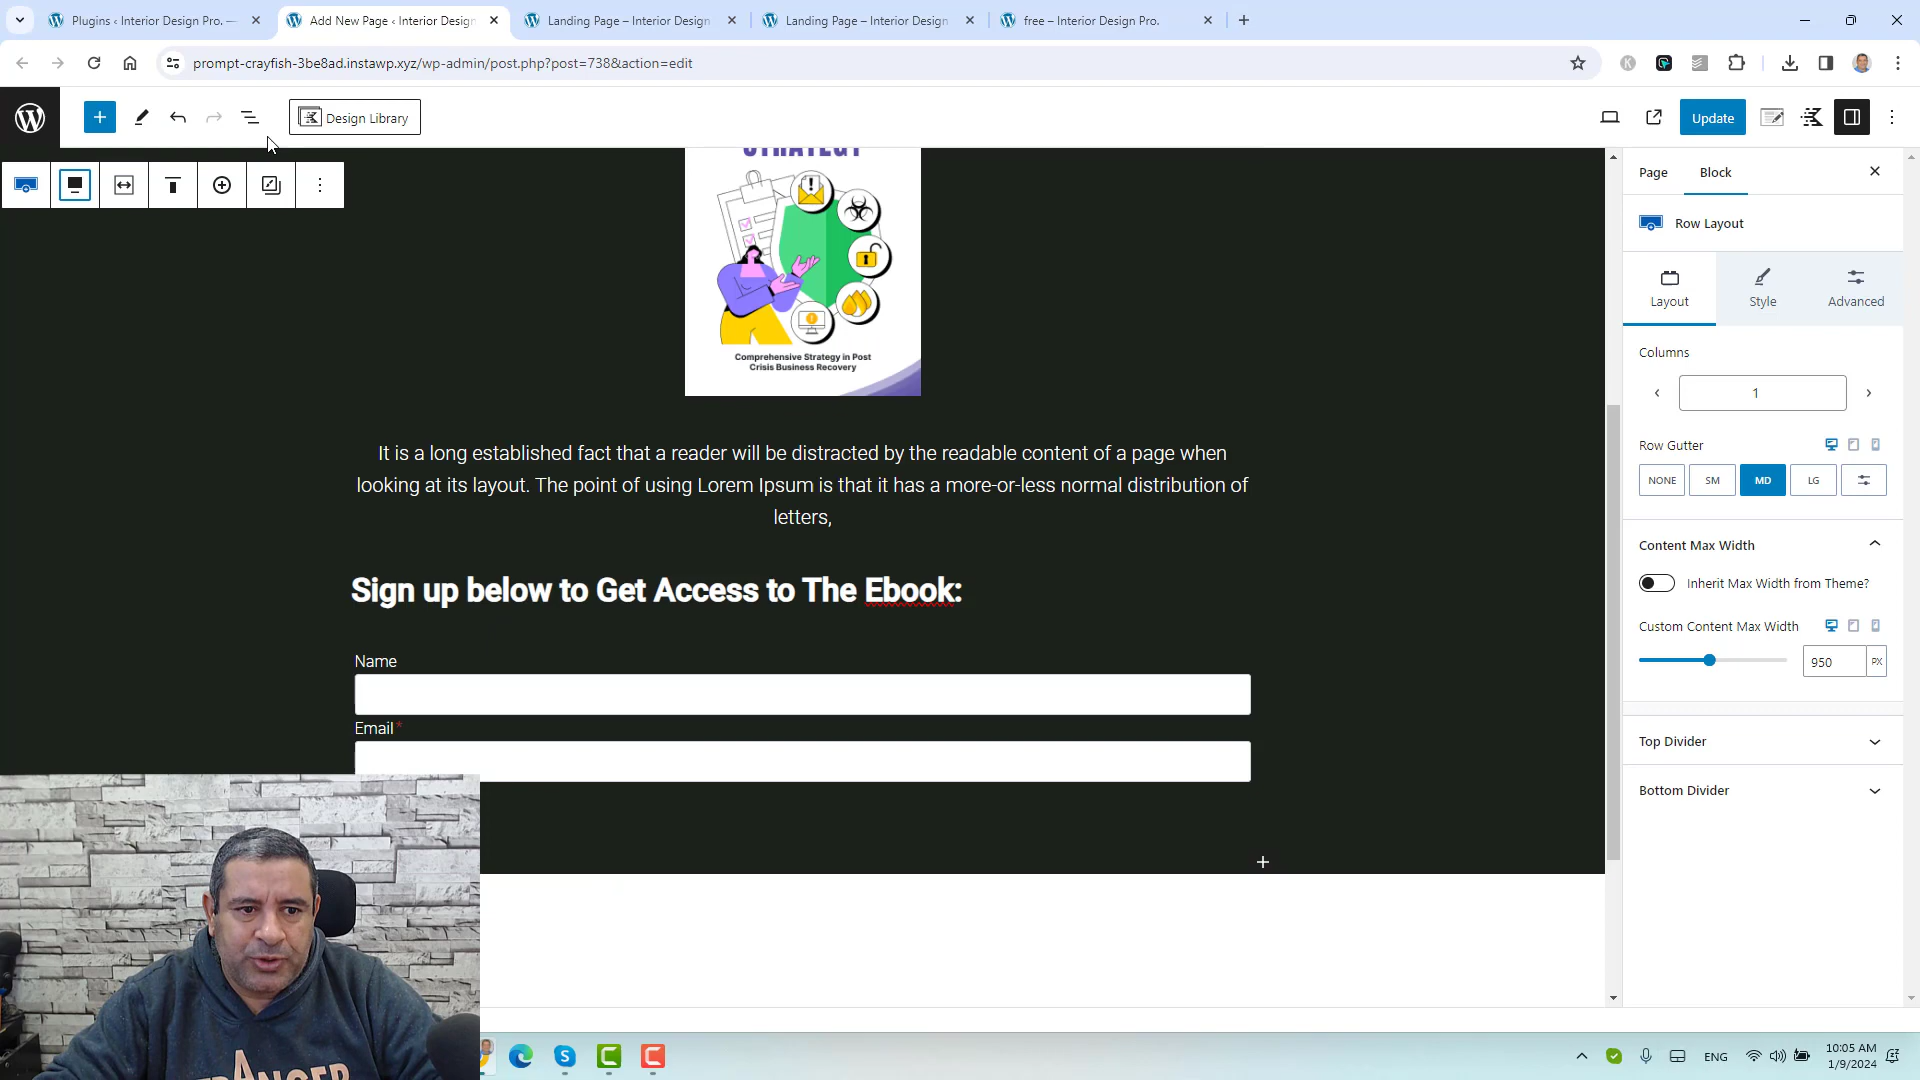 Plugins ‹ Interior Design Pro. —
Add New Page ‹ Interior Desig
Landing Page – Interior Design
Landing Page – Interior Design
free – Interior Design Pro.
prompt-crayfish-3be8ad.instawp.xyz/wp-admin/post.php?post=738&action=edit
Design Library
Update
STRATEGY
Comprehensive Strategy in Post
Crisis Business Recovery
It is a long established fact that a reader will be distracted by the readable content of a page when
looking at its layout. The point of using Lorem Ipsum is that it has a more-or-less normal distribution of
letters,
Sign up below to Get Access to The Ebook:
Name
Email*
Page
Block
Row Layout
Layout
Style
Advanced
Columns
1
Row Gutter
NONE
SM
MD
LG
Content Max Width
Inherit Max Width from Theme?
Custom Content Max Width
950
PX
Top Divider
Bottom Divider
ENG
10:05 AM
1/9/2024